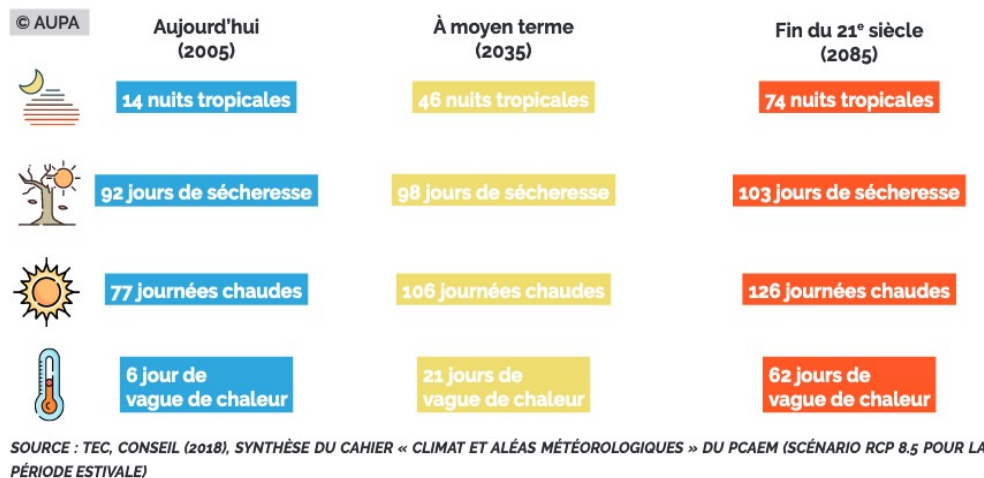 © AUPA
Aujourd'hui
(2005)
À moyen terme
(2035)
Fin du 21e siècle
(2085)
14 nuits tropicales
46 nuits tropicales
74 nuits tropicales
92 jours de sécheresse
98 jours de sécheresse
103 jours de sécheresse
77 journées chaudes
106 journées chaudes
126 journées chaudes
6 jour de
vague de chaleur
21 jours de
vague de chaleur
62 jours de
vague de chaleur
SOURCE : TEC, CONSEIL (2018), SYNTHÈSE DU CAHIER « CLIMAT ET ALÉAS MÉTÉOROLOGIQUES » DU PCAEM (SCÉNARIO RCP 8.5 POUR LA
PÉRIODE ESTIVALE)